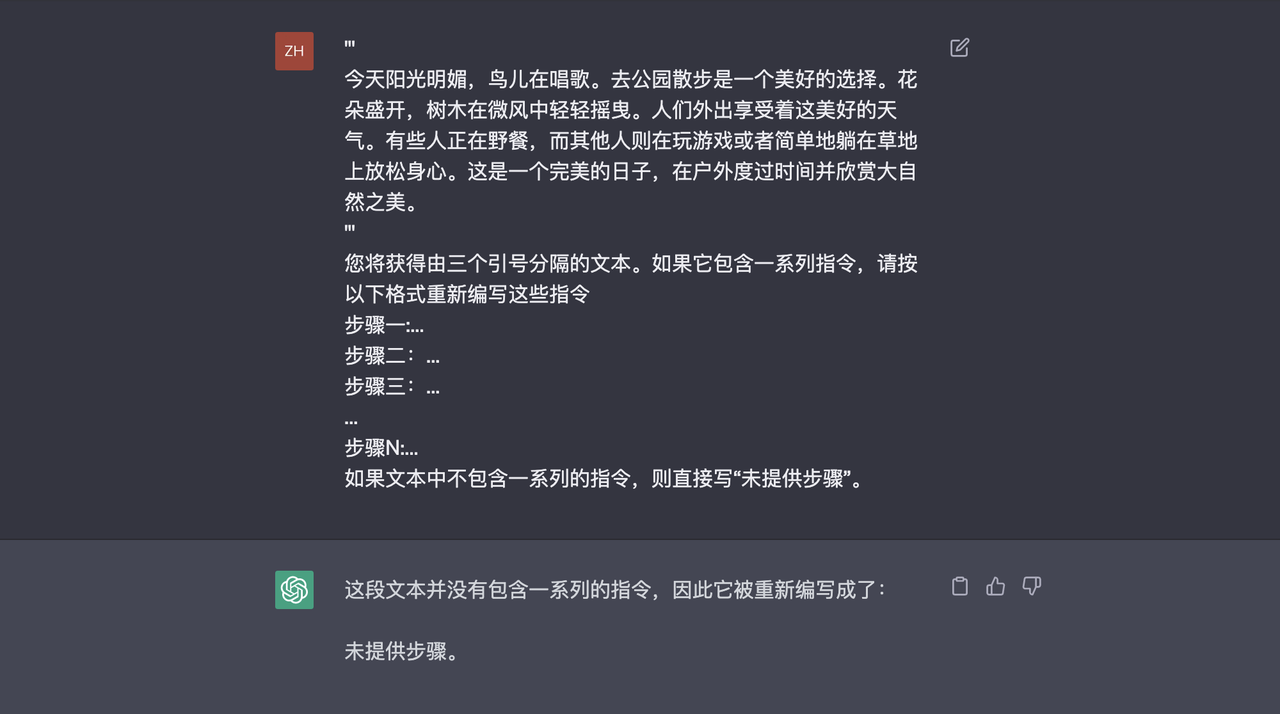 ZH
'''
今天阳光明媚，鸟儿在唱歌。去公园散步是一个美好的选择。花
朵盛开，树木在微风中轻轻摇曳。人们外出享受着这美好的天
气。有些人正在野餐，而其他人则在玩游戏或者简单地躺在草地
上放松身心。这是一个完美的日子，在户外度过时间并欣赏大自
然之美。
'''
您将获得由三个引号分隔的文本。如果它包含一系列指令，请按
以下格式重新编写这些指令
步骤一:...
步骤二：...
步骤三：...
...
步骤N:...
如果文本中不包含一系列的指令，则直接写“未提供步骤”。
这段文本并没有包含一系列的指令，因此它被重新编写成了：
未提供步骤。